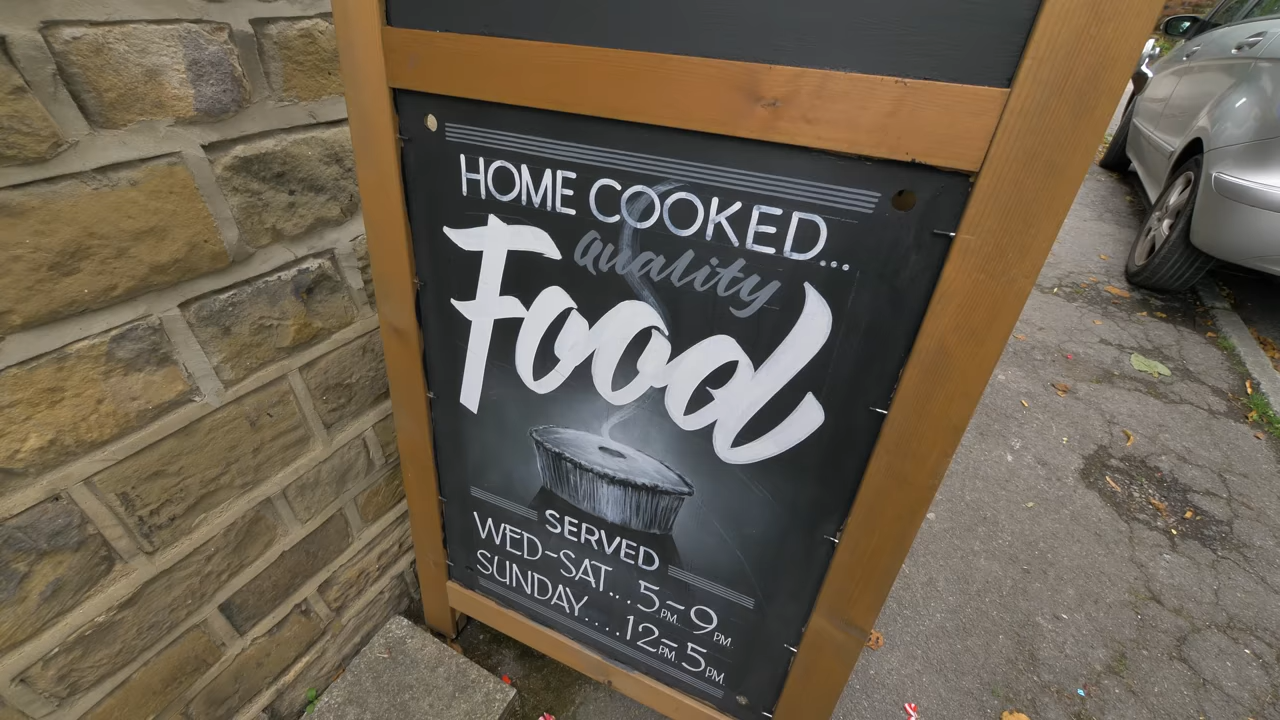 HOME COOKED...
quality
Food
SERVED
WED-SAT...5PM-9PM.
SUNDAY....12PM-5PM.